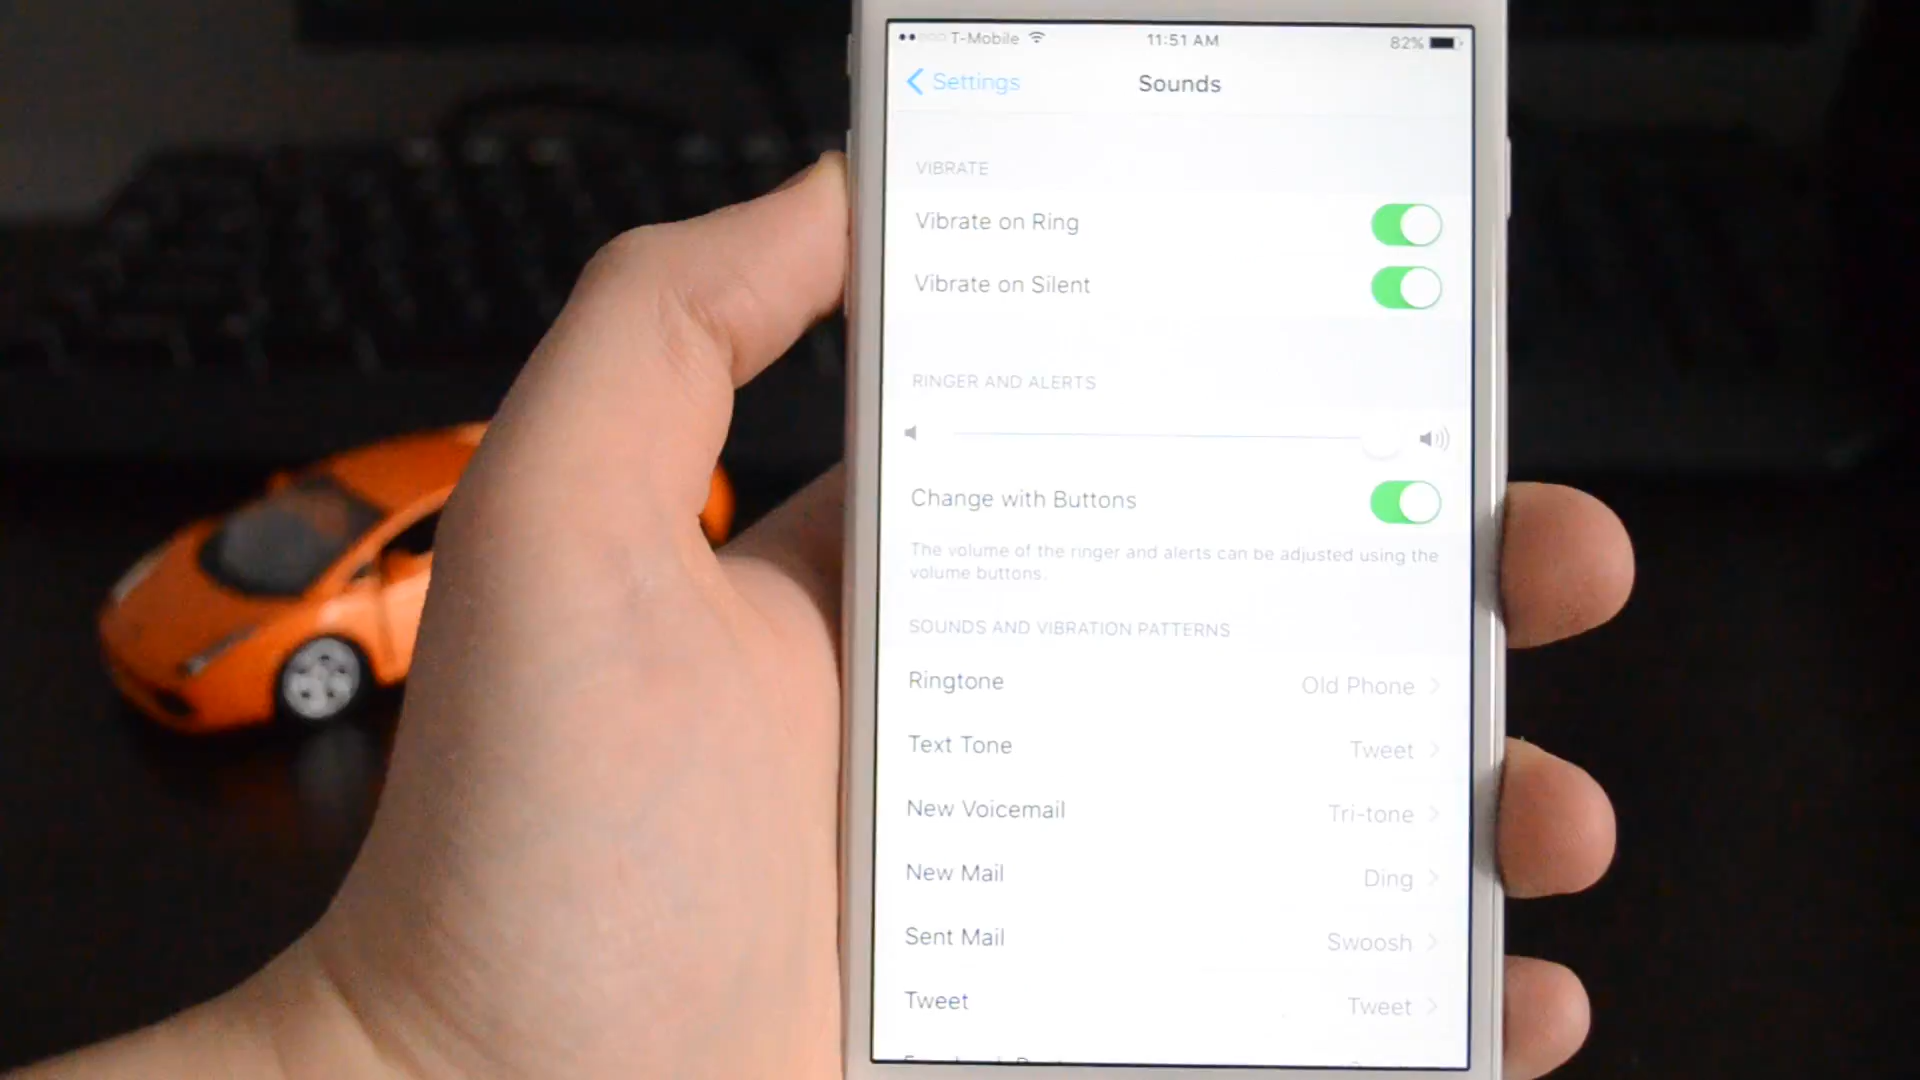 T-Mobile 11:51 AM 82%
Settings Sounds
VIBRATE
Vibrate on Ring
Vibrate on Silent
RINGER AND ALERTS
Change with Buttons
The volume of the ringer and alerts can be adjusted using the
volume buttons.
SOUNDS AND VIBRATION PATTERNS
Ringtone Old Phone
Text Tone Tweet
New Voicemail Tri-tone
New Mail Ding
Sent Mail Swoosh
Tweet Tweet